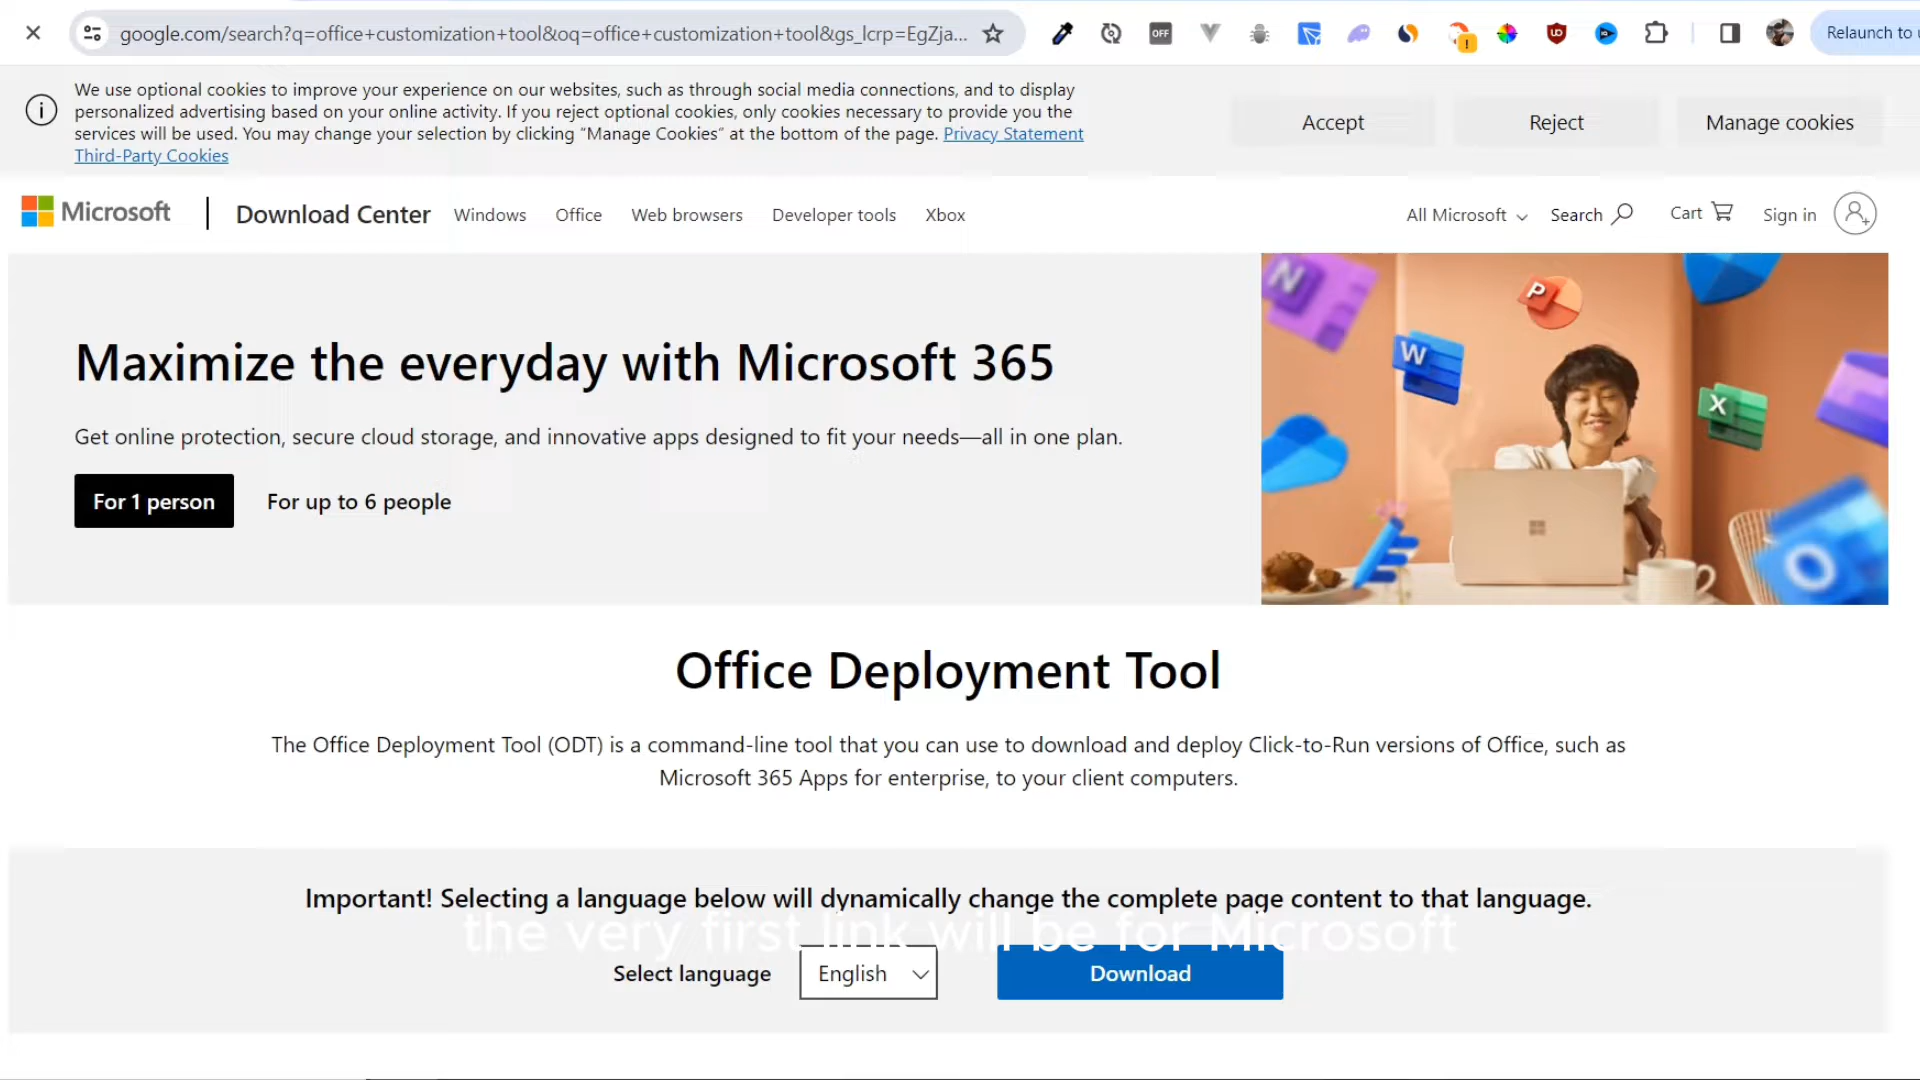 google.com/search?q=office+customization+tool&oq=office+customization+tool&gs_lcrp=EgZja...
OFF
Relaunch to
We use optional cookies to improve your experience on our websites, such as through social media connections, and to display
personalized advertising based on your online activity. If you reject optional cookies, only cookies necessary to provide you the
services will be used. You may change your selection by clicking “Manage Cookies” at the bottom of the page. Privacy Statement
Third-Party Cookies
Accept
Reject
Manage cookies
Microsoft
Download Center
Windows
Office
Web browsers
Developer tools
Xbox
All Microsoft
Search
Cart
Sign in
Maximize the everyday with Microsoft 365
Get online protection, secure cloud storage, and innovative apps designed to fit your needs—all in one plan.
For 1 person
For up to 6 people
N
P
W
X
O
Office Deployment Tool
The Office Deployment Tool (ODT) is a command-line tool that you can use to download and deploy Click-to-Run versions of Office, such as
Microsoft 365 Apps for enterprise, to your client computers.
Important! Selecting a language below will dynamically change the complete page content to that language.
the very first link will be for Microsoft
Select language
English
Download